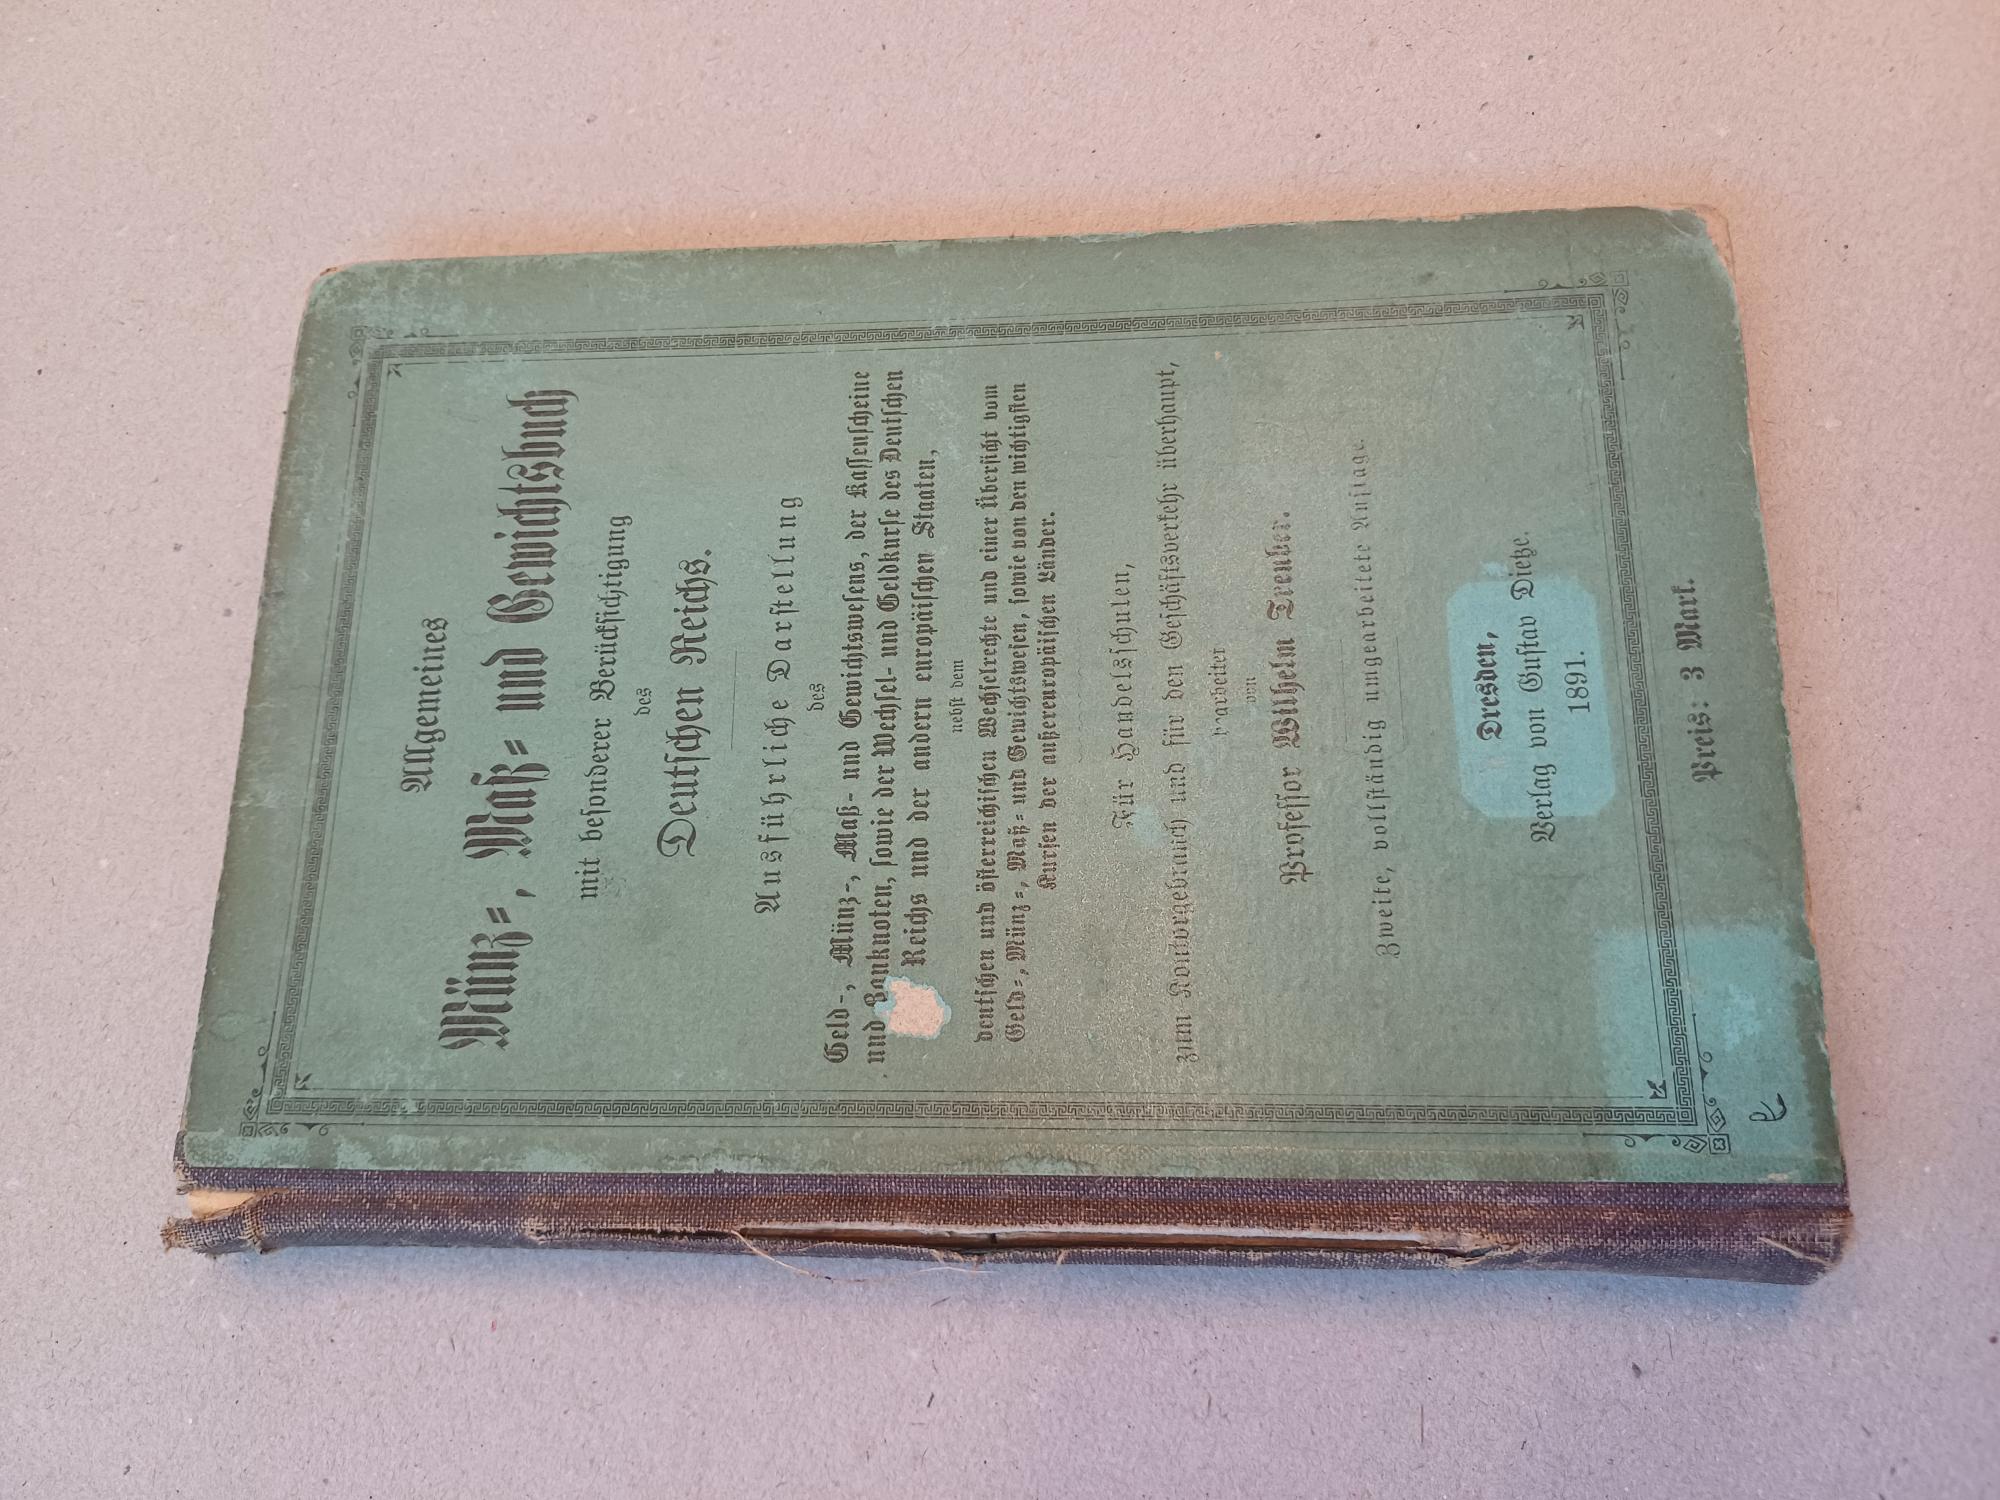 Allgemeines
Münz-, Maß- und Gewichtsbuch
mit besonderer Berücksichtigung
des
Deutschen Reichs.
Ausführliche Darstellung
des
Geld-, Münz-, Maß- und Gewichtswesens, der Kassenscheine
und Banknoten, sowie der Wechsel- und Geldkurse des Deutschen
Reichs und der andern europäischen Staaten,
nebst dem
deutschen und österreichischen Wechselrechte und einer Übersicht vom
Geld-, Münz-, Maß- und Gewichtswesen, sowie von den wichtigsten
Kursen der außereuropäischen Länder.
Für Handelsschulen,
zum Kontorgebrauch und für den Geschäftsverkehr überhaupt,
bearbeitet
von
Professor Wilhelm Trenker.
Zweite, vollständig umgearbeitete Auflage.
Dresden,
Verlag von Gustav Dietze.
1891.
Preis: 3 Mark.